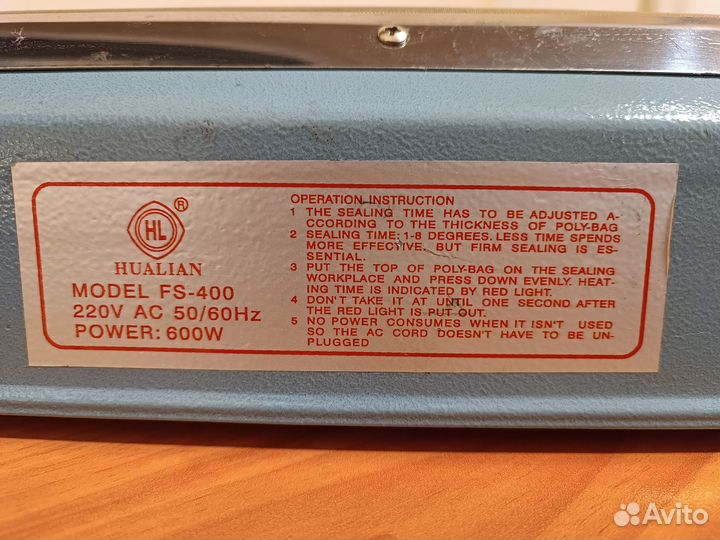 HL ®
HUALIAN
MODEL FS-400
220V AC 50/60Hz
POWER: 600W
OPERATION INSTRUCTION
1 THE SEALING TIME HAS TO BE ADJUSTED A-
CCORDING TO THE THICKNESS OF POLY-BAG
2 SEALING TIME: 1-8 DEGREES. LESS TIME SPENDS
MORE EFFECTIVE, BUT FIRM SEALING IS ES-
SENTIAL.
3 PUT THE TOP OF POLY-BAG ON THE SEALING
WORKPLACE AND PRESS DOWN EVENLY. HEAT-
ING TIME IS INDICATED BY RED LIGHT.
4 DON'T TAKE IT AT UNTIL ONE SECOND AFTER
THE RED LIGHT IS PUT OUT.
5 NO POWER CONSUMES WHEN IT ISN'T USED
SO THE AC CORD DOESN'T HAVE TO BE UN-
PLUGGED
Avito